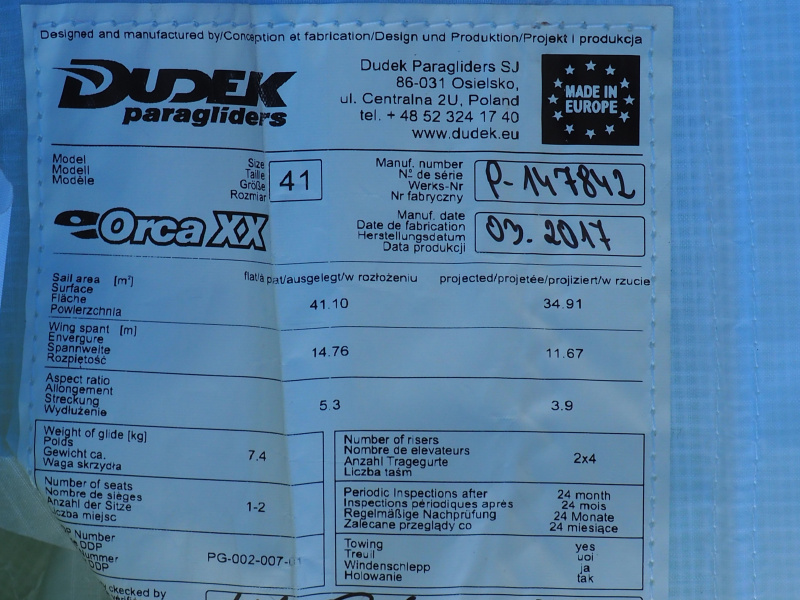 Designed and manufactured by/Conception et fabrication/Design und Produktion/Projekt i produkcja
DUDEK
paragliders
Dudek Paragliders SJ
86-031 Osielsko,
ul. Centralna 2U, Poland
tel. + 48 52 324 17 40
www.dudek.eu
MADE IN
EUROPE
Model
Modell
Modèle
Size
Taille
Größe
Rozmiar
41
Manuf. number
Nº de série
Werks-Nr
Nr fabryczny
P-147842
Orca XX
Manuf. date
Date de fabrication
Herstellungsdatum
Data produkcji
03.2017
Sail area [m²]
Surface
Fläche
Powierzchnia
flat/à plat/ausgelegt/w rozłożeniu
projected/projetée/projiziert/w rzucie
41.10
34.91
Wing spant [m]
Envergure
Spannweite
Rozpiętość
14.76
11.67
Aspect ratio
Allongement
Streckung
Wydłużenie
5.3
3.9
Weight of glide [kg]
Poids
Gewicht ca.
Waga skrzydła
7.4
Number of risers
Nombre de elevateurs
Anzahl Tragegurte
Liczba taśm
2x4
Number of seats
Nombre de sièges
Anzahl der Sitze
Liczba miejsc
1-2
Periodic Inspections after
Inspections périodiques après
Regelmäßige Nachprüfung
Zalecane przeglądy co
24 month
24 mois
24 Monate
24 miesiące
Number
DDP
DDP
PG-002-007-
Towing
Treuil
Windenschlepp
Holowanie
yes
uoi
ja
tak
ckecked by